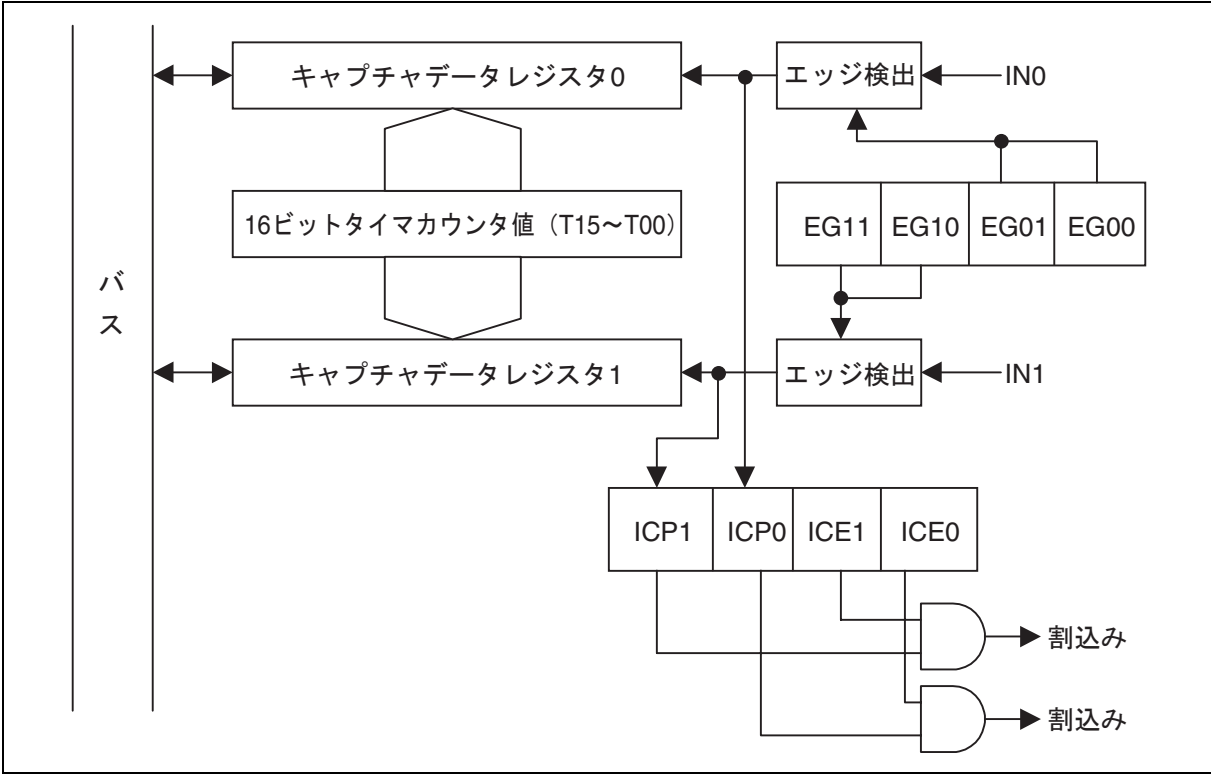 キャプチャデータレジスタ0
エッジ検出
IN0
16ビットタイマカウンタ値（T15～T00）
EG11
EG10
EG01
EG00
バス
キャプチャデータレジスタ1
エッジ検出
IN1
ICP1
ICP0
ICE1
ICE0
割込み
割込み